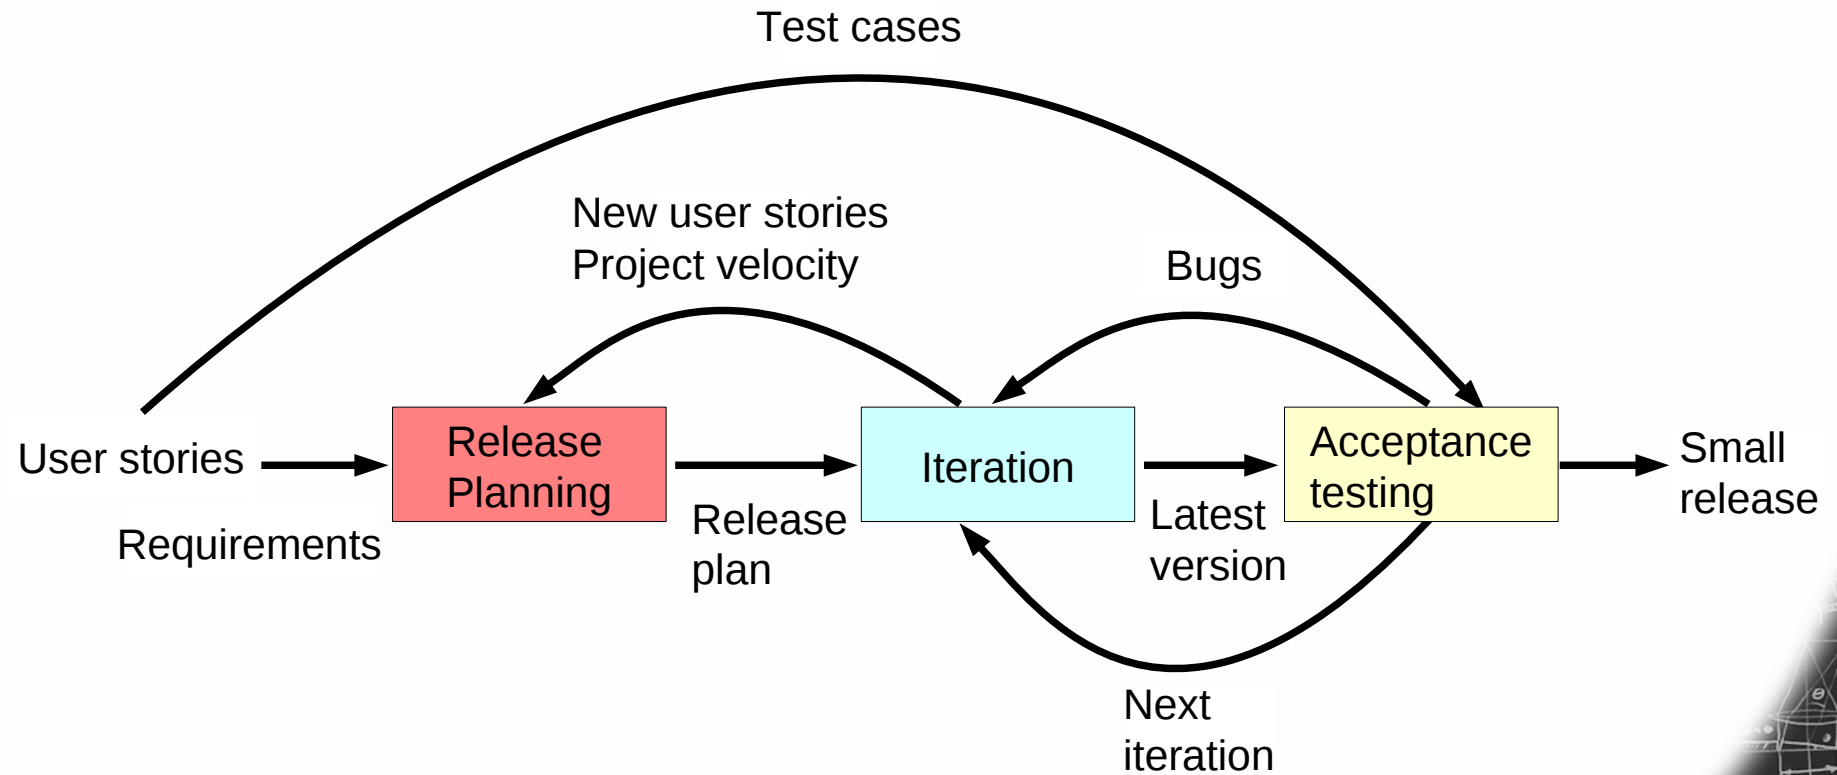 Test cases
New user stories
Project velocity
Bugs
User stories
Requirements
Release
Planning
Release
plan
Iteration
Latest
version
Acceptance
testing
Small
release
Next
iteration